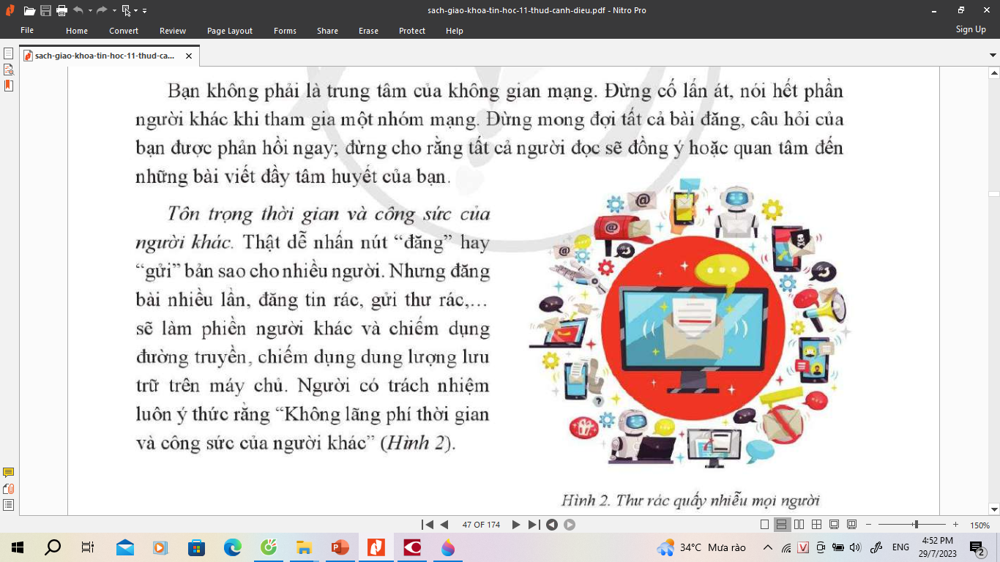 sach-giao-khoa-tin-hoc-11-thud-canh-dieu.pdf - Nitro Pro
File Home Convert Review Page Layout Forms Share Erase Protect Help Sign Up
sach-giao-khoa-tin-hoc-11-thud-ca...
Bạn không phải là trung tâm của không gian mạng. Đừng cố lấn át, nói hết phần
người khác khi tham gia một nhóm mạng. Đừng mong đợi tất cả bài đăng, câu hỏi của
bạn được phản hồi ngay; đừng cho rằng tất cả người đọc sẽ đồng ý hoặc quan tâm đến
những bài viết đầy tâm huyết của bạn.
Tôn trọng thời gian và công sức của
người khác. Thật dễ nhấn nút “đăng” hay
“gửi” bản sao cho nhiều người. Nhưng đăng
bài nhiều lần, đăng tin rác, gửi thư rác,…
sẽ làm phiền người khác và chiếm dụng
đường truyền, chiếm dụng dung lượng lưu
trữ trên máy chủ. Người có trách nhiệm
luôn ý thức rằng “Không lãng phí thời gian
và công sức của người khác” (Hình 2).
Hình 2. Thư rác quấy nhiễu mọi người
47 OF 174
150%
34°C Mưa rào
ENG
4:52 PM
29/7/2023
2